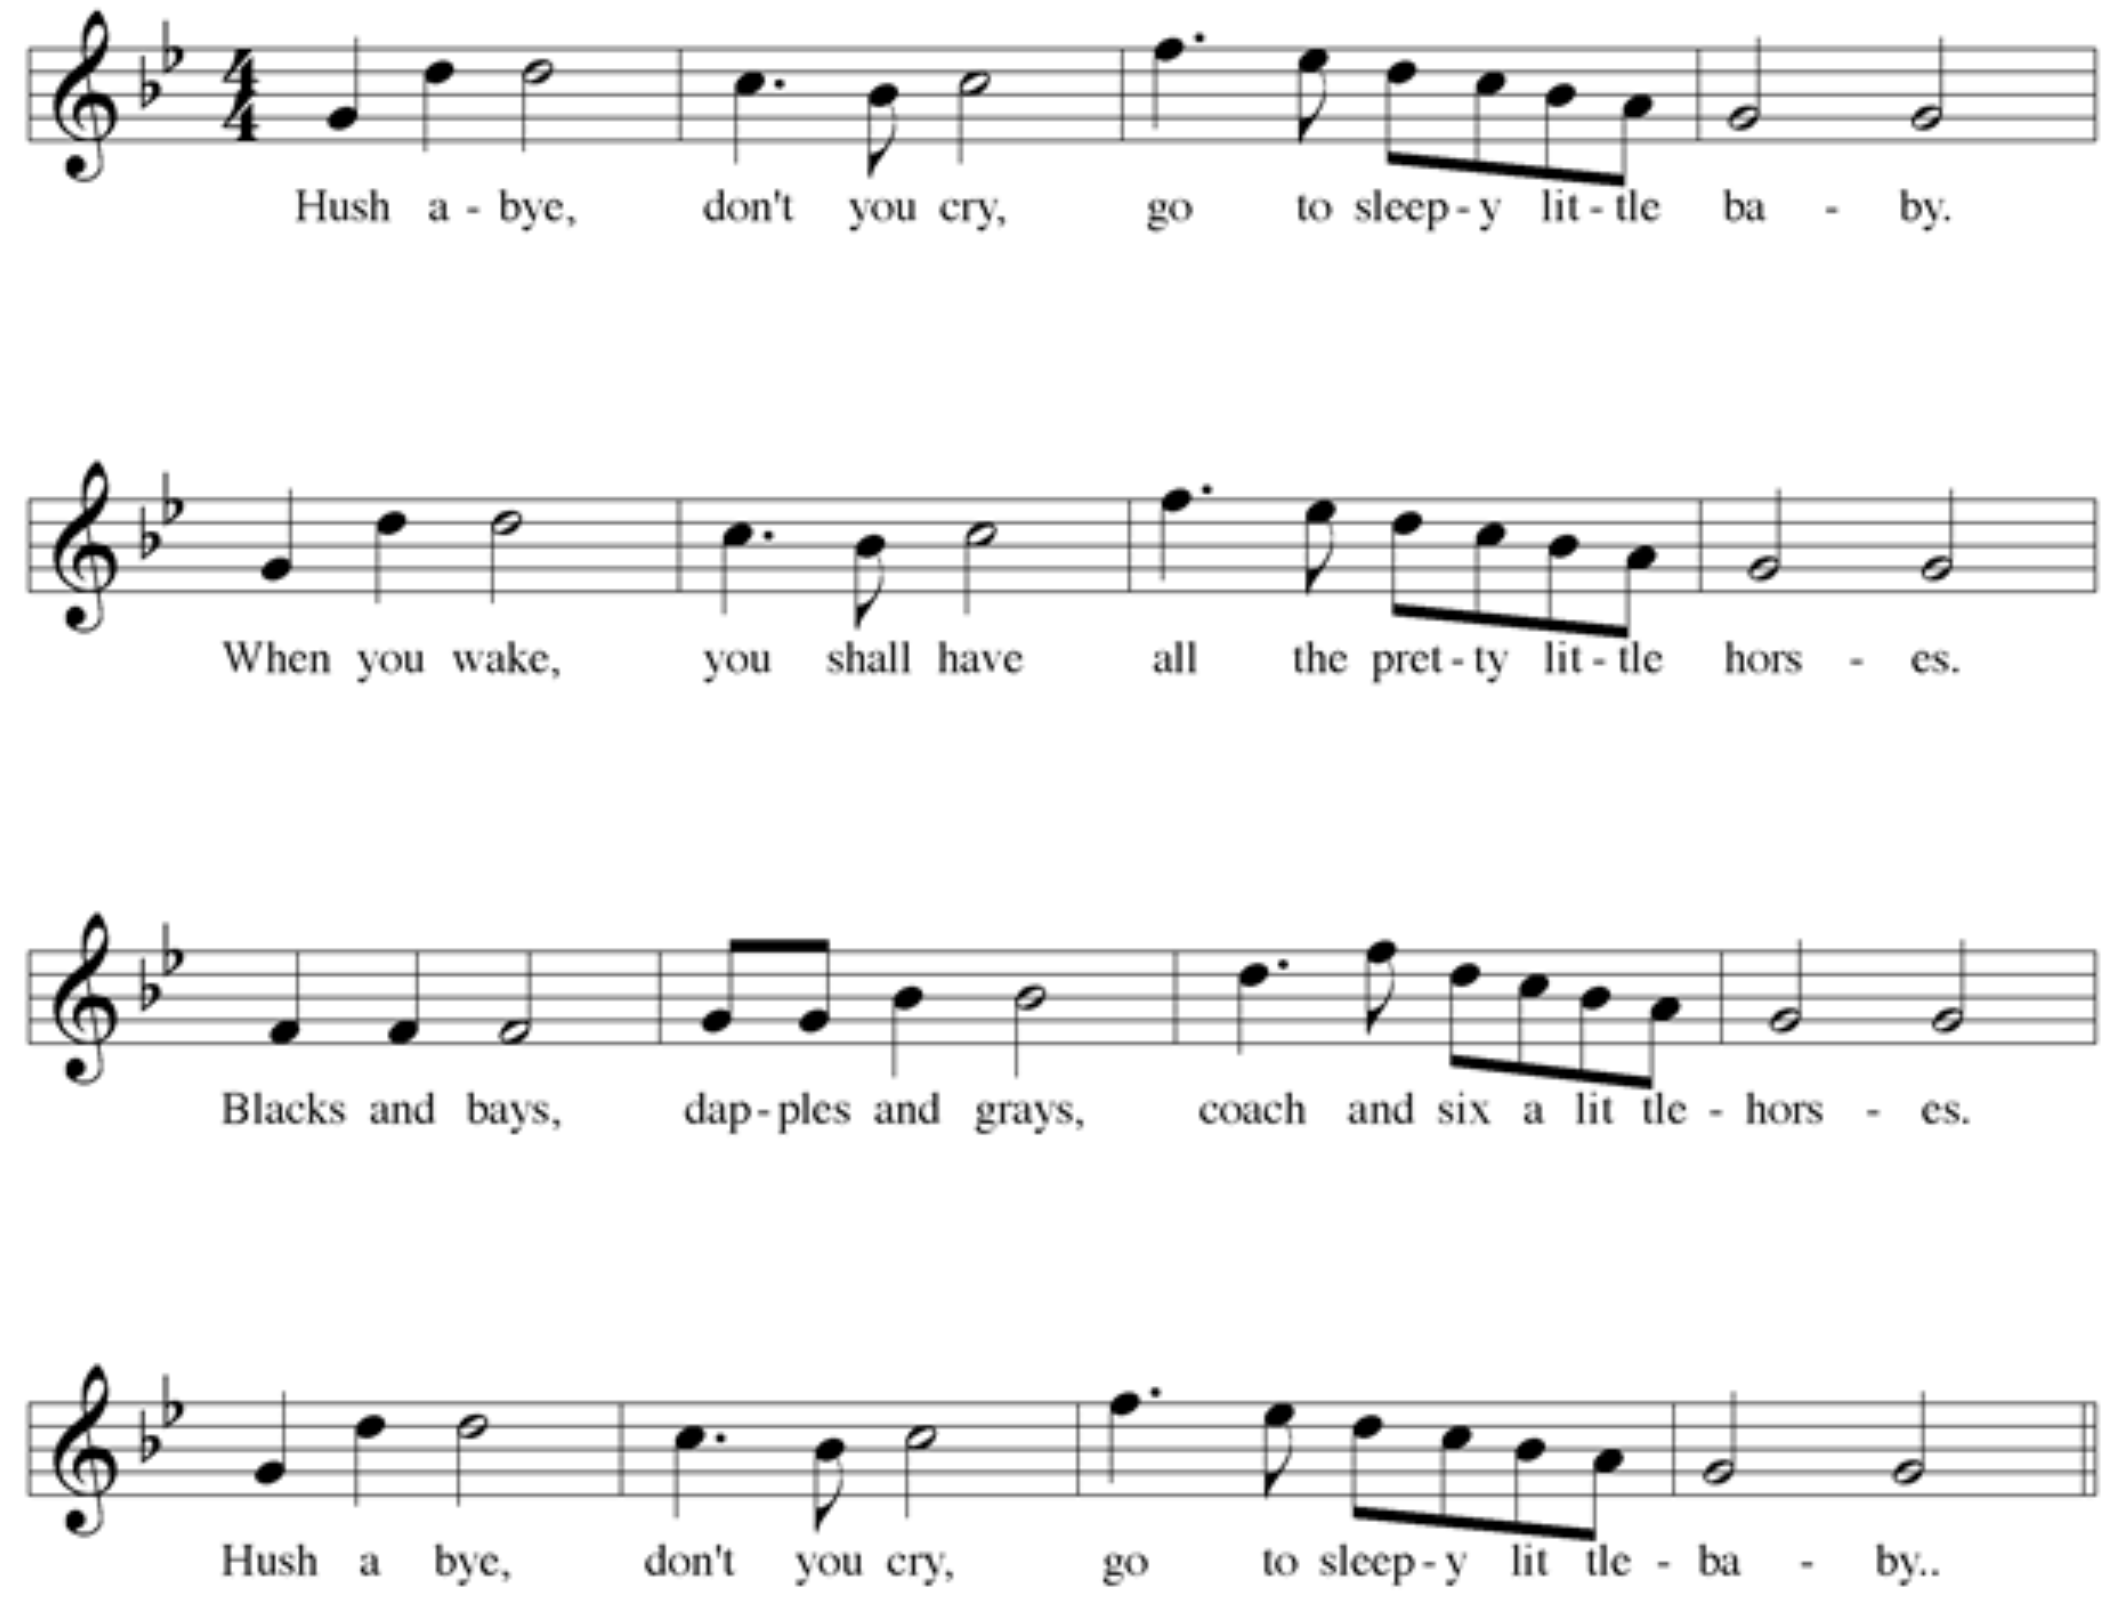 4
4
Hush a - bye, don't you cry, go to sleep - y lit - tle ba - by.
When you wake, you shall have all the pret - ty lit - tle hors - es.
Blacks and bays, dap - ples and grays, coach and six a lit tle - hors - es.
Hush a bye, don't you cry, go to sleep - y lit tle - ba - by..